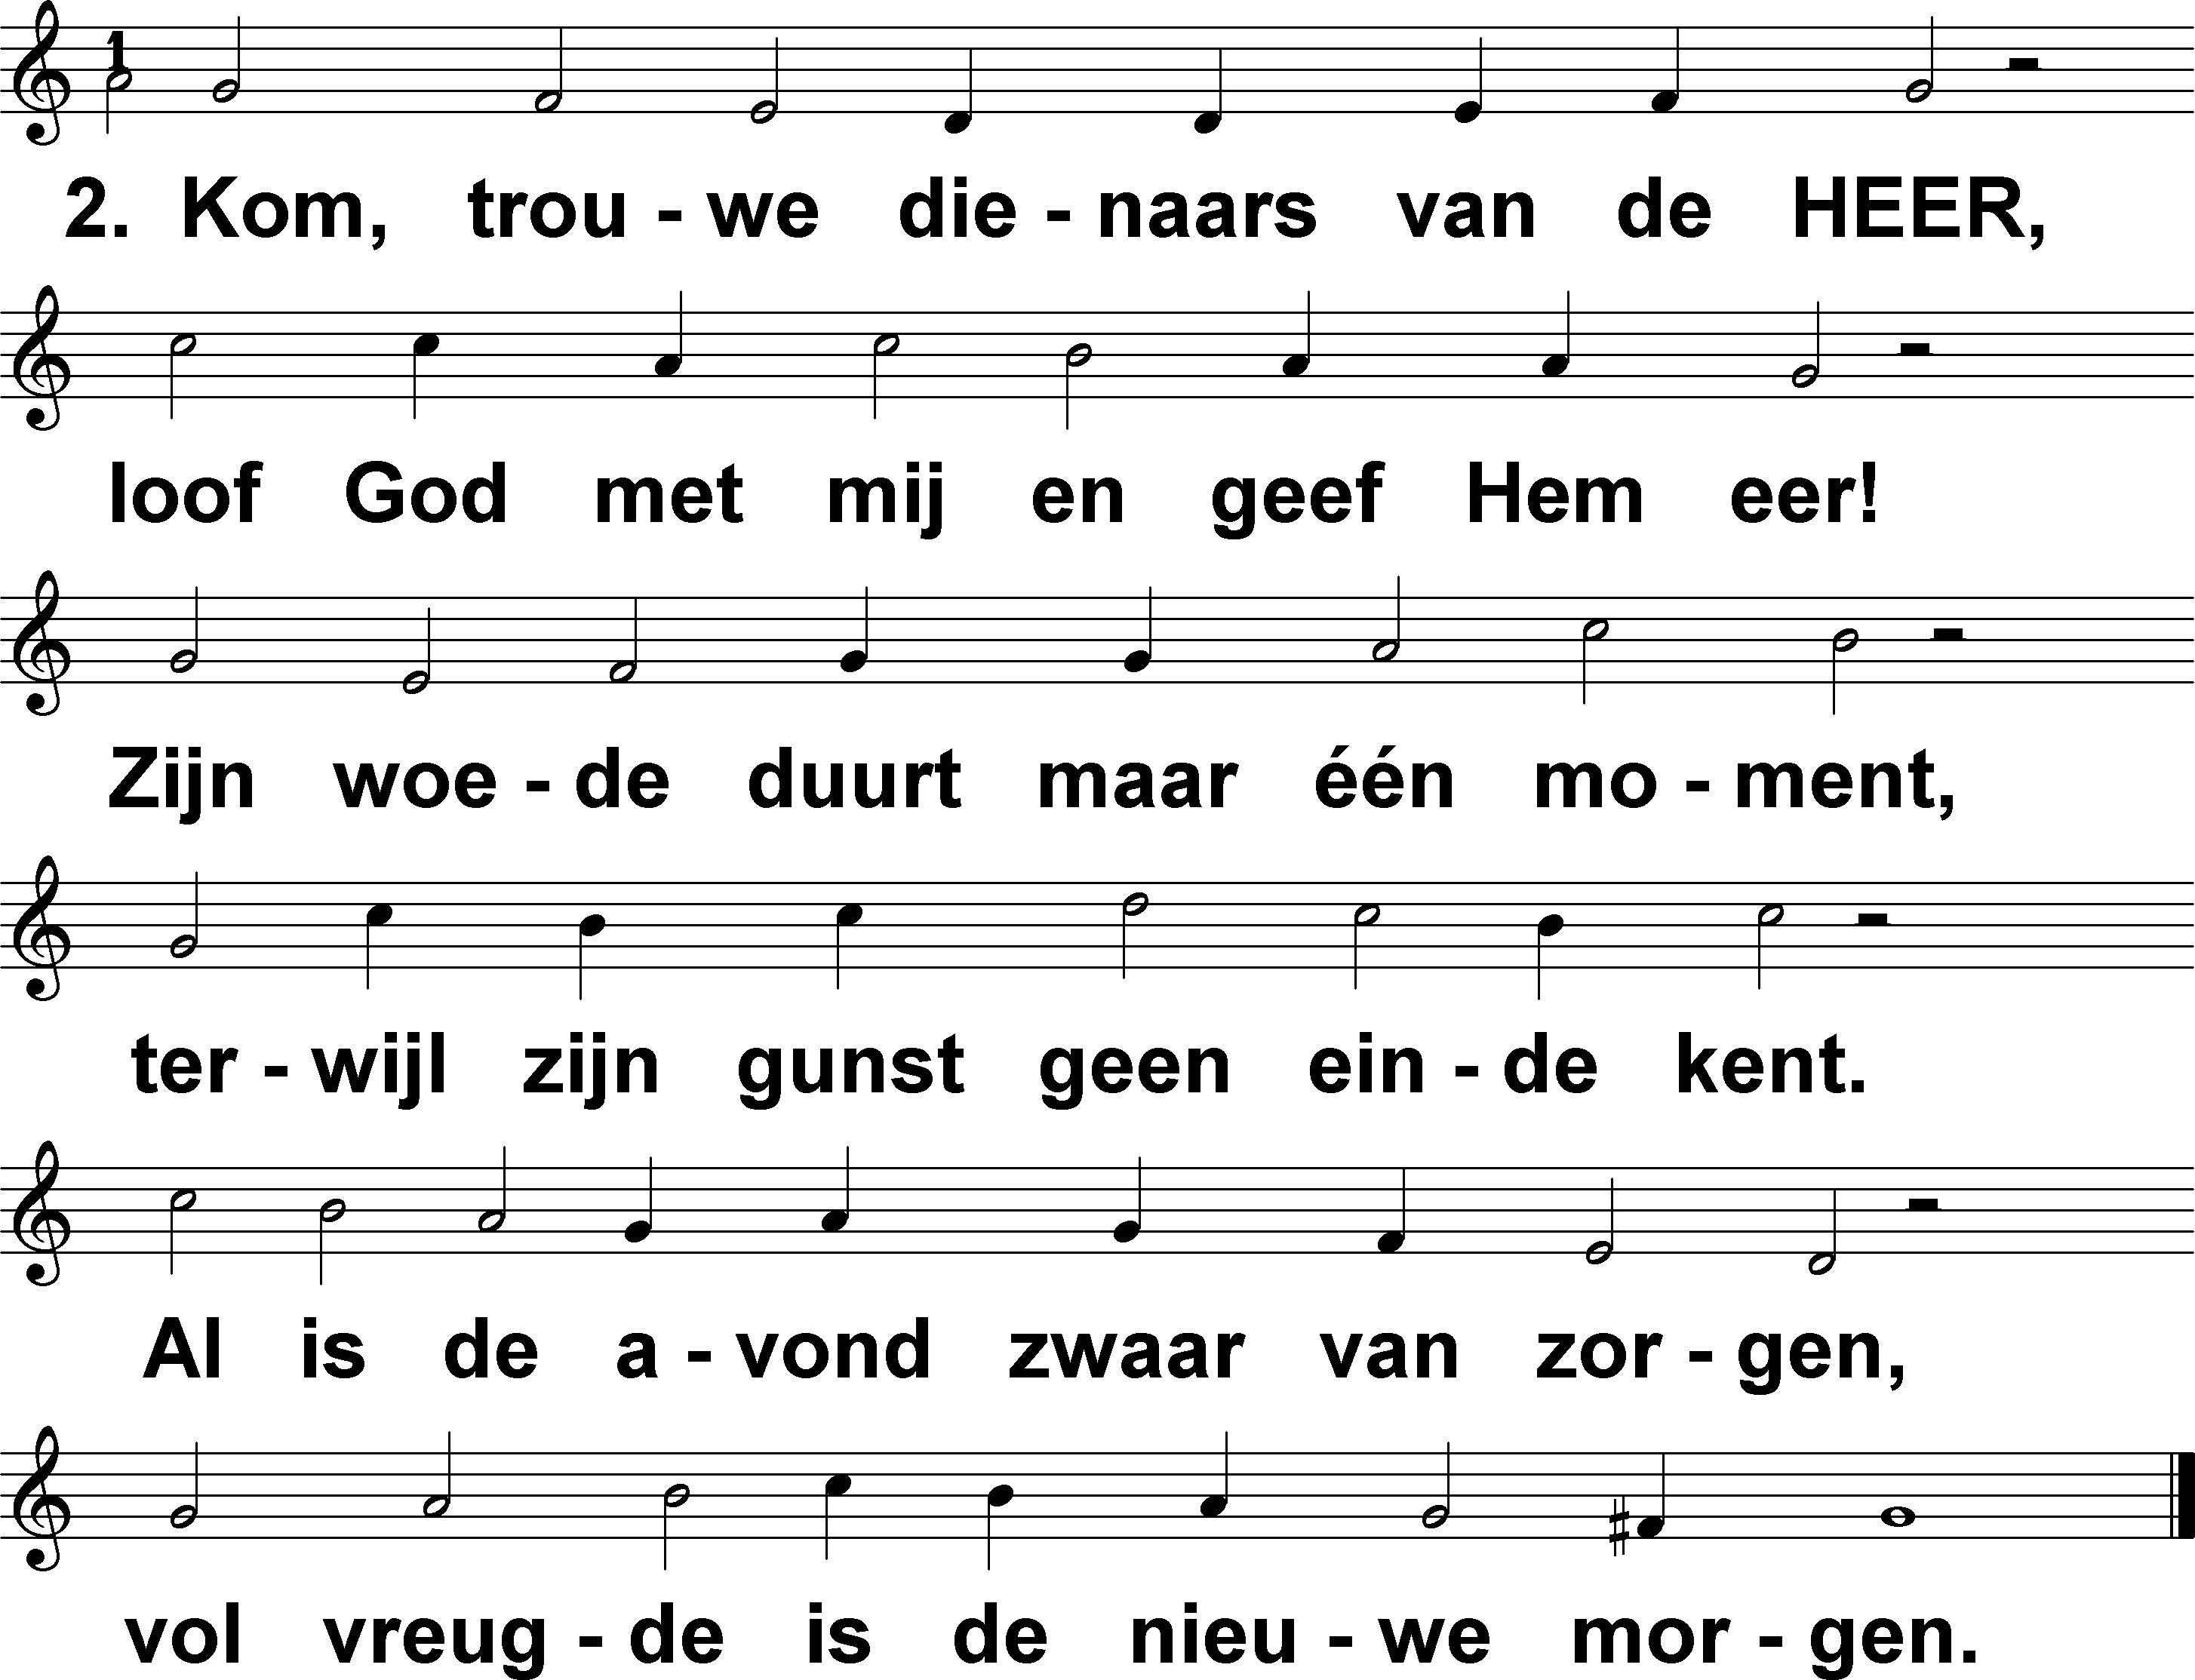 1
2. Kom, trou - we die - naars van de HEER,
loof God met mij en geef Hem eer!
Zijn woe - de duurt maar één mo - ment,
ter - wijl zijn gunst geen ein - de kent.
Al is de a - vond zwaar van zor - gen,
vol vreug - de is de nieu - we mor - gen.